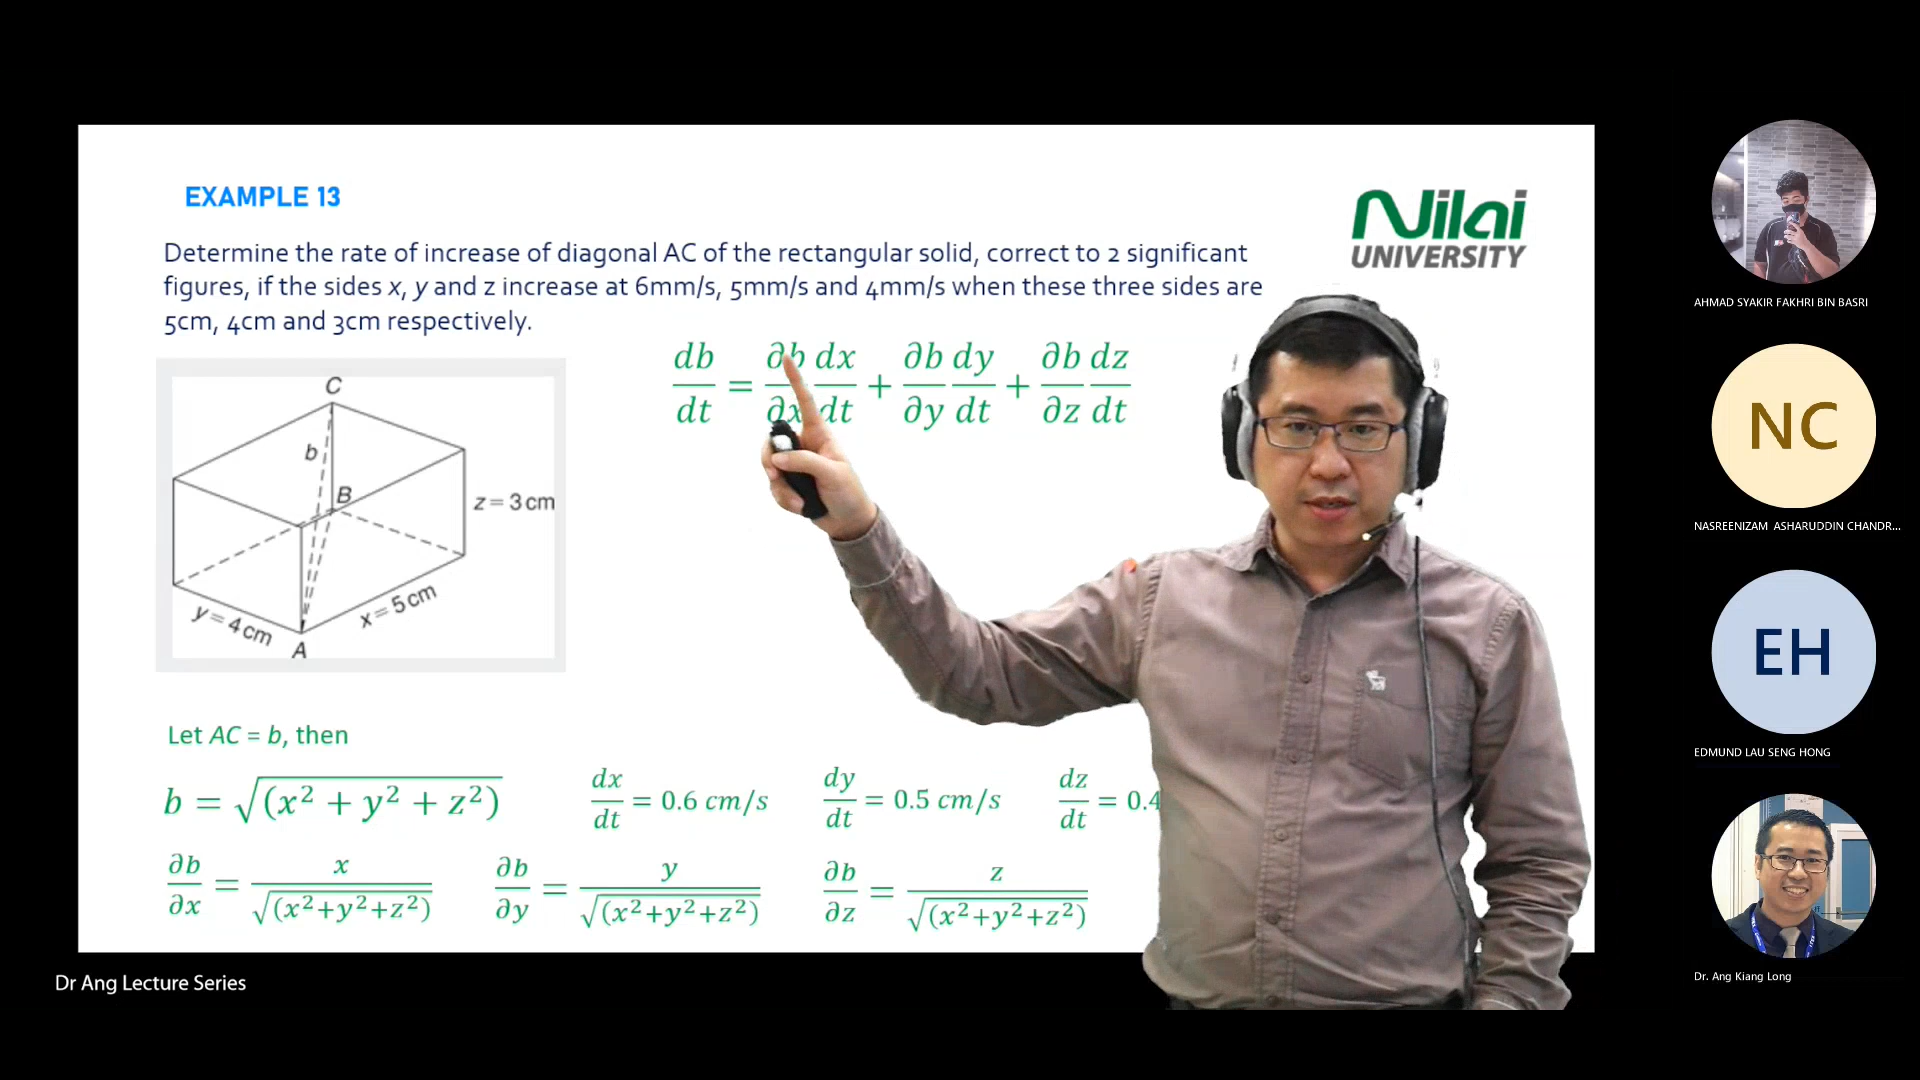 EXAMPLE 13
Nilai
UNIVERSITY
Determine the rate of increase of diagonal AC of the rectangular solid, correct to 2 significant
figures, if the sides x, y and z increase at 6mm/s, 5mm/s and 4mm/s when these three sides are
5cm, 4cm and 3cm respectively.
db/dt = ∂b/∂x dx/dt + ∂b/∂y dy/dt + ∂b/∂z dz/dt
C
b
B
z = 3 cm
y = 4 cm
x = 5 cm
A
Let AC = b, then
b = √(x² + y² + z²)
dx/dt = 0.6 cm/s
dy/dt = 0.5 cm/s
dz/dt = 0.4
∂b/∂x = x/√(x²+y²+z²)
∂b/∂y = y/√(x²+y²+z²)
∂b/∂z = z/√(x²+y²+z²)
Dr Ang Lecture Series
AHMAD SYAKIR FAKHRI BIN BASRI
NC
NASREENIZAM ASHARUDDIN CHANDR...
EH
EDMUND LAU SENG HONG
Dr. Ang Kiang Long